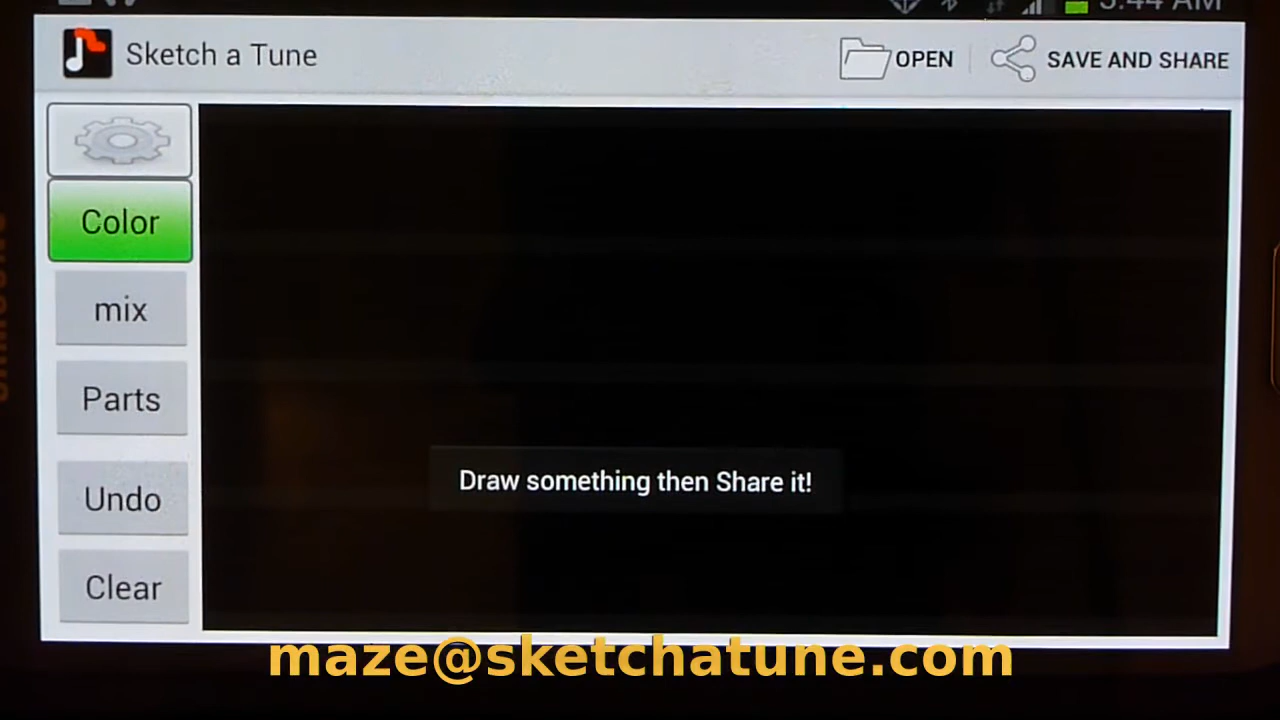 Sketch a Tune
OPEN
SAVE AND SHARE
Color
mix
Parts
Undo
Clear
Draw something then Share it!
maze@sketchatune.com